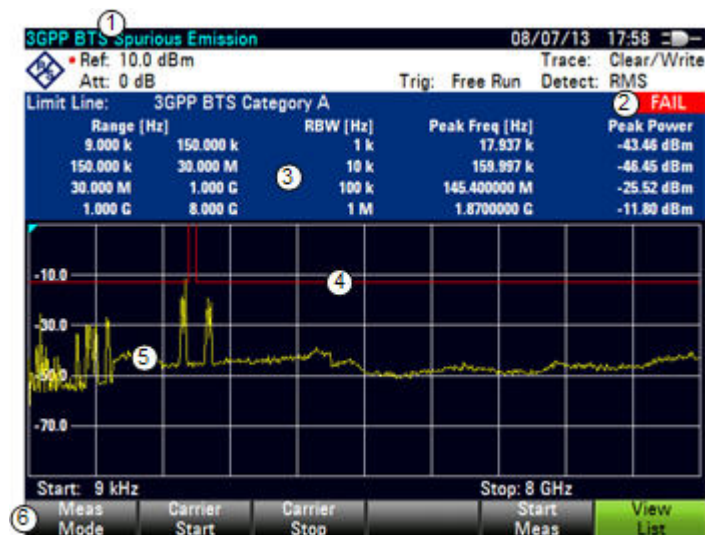 1
3GPP BTS Spurious Emission 08/07/13 17:58
R S Ref: 10.0 dBm Trace: Clear/Write
Att: 0 dB Trig: Free Run Detect: RMS
Limit Line: 3GPP BTS Category A 2 FAIL
Range [Hz] RBW [Hz] Peak Freq [Hz] Peak Power
9.000 k 150.000 k 1 k 17.937 k -43.46 dBm
150.000 k 30.000 M 10 k 159.997 k -46.45 dBm
3
30.000 M 1.000 G 100 k 145.400000 M -25.52 dBm
1.000 G 8.000 G 1 M 1.8700000 G -11.80 dBm
-10.0
4
-30.0
5
-50.0
-70.0
Start: 9 kHz Stop: 8 GHz
6
Meas Carrier Carrier Start View
Mode Start Stop Meas List